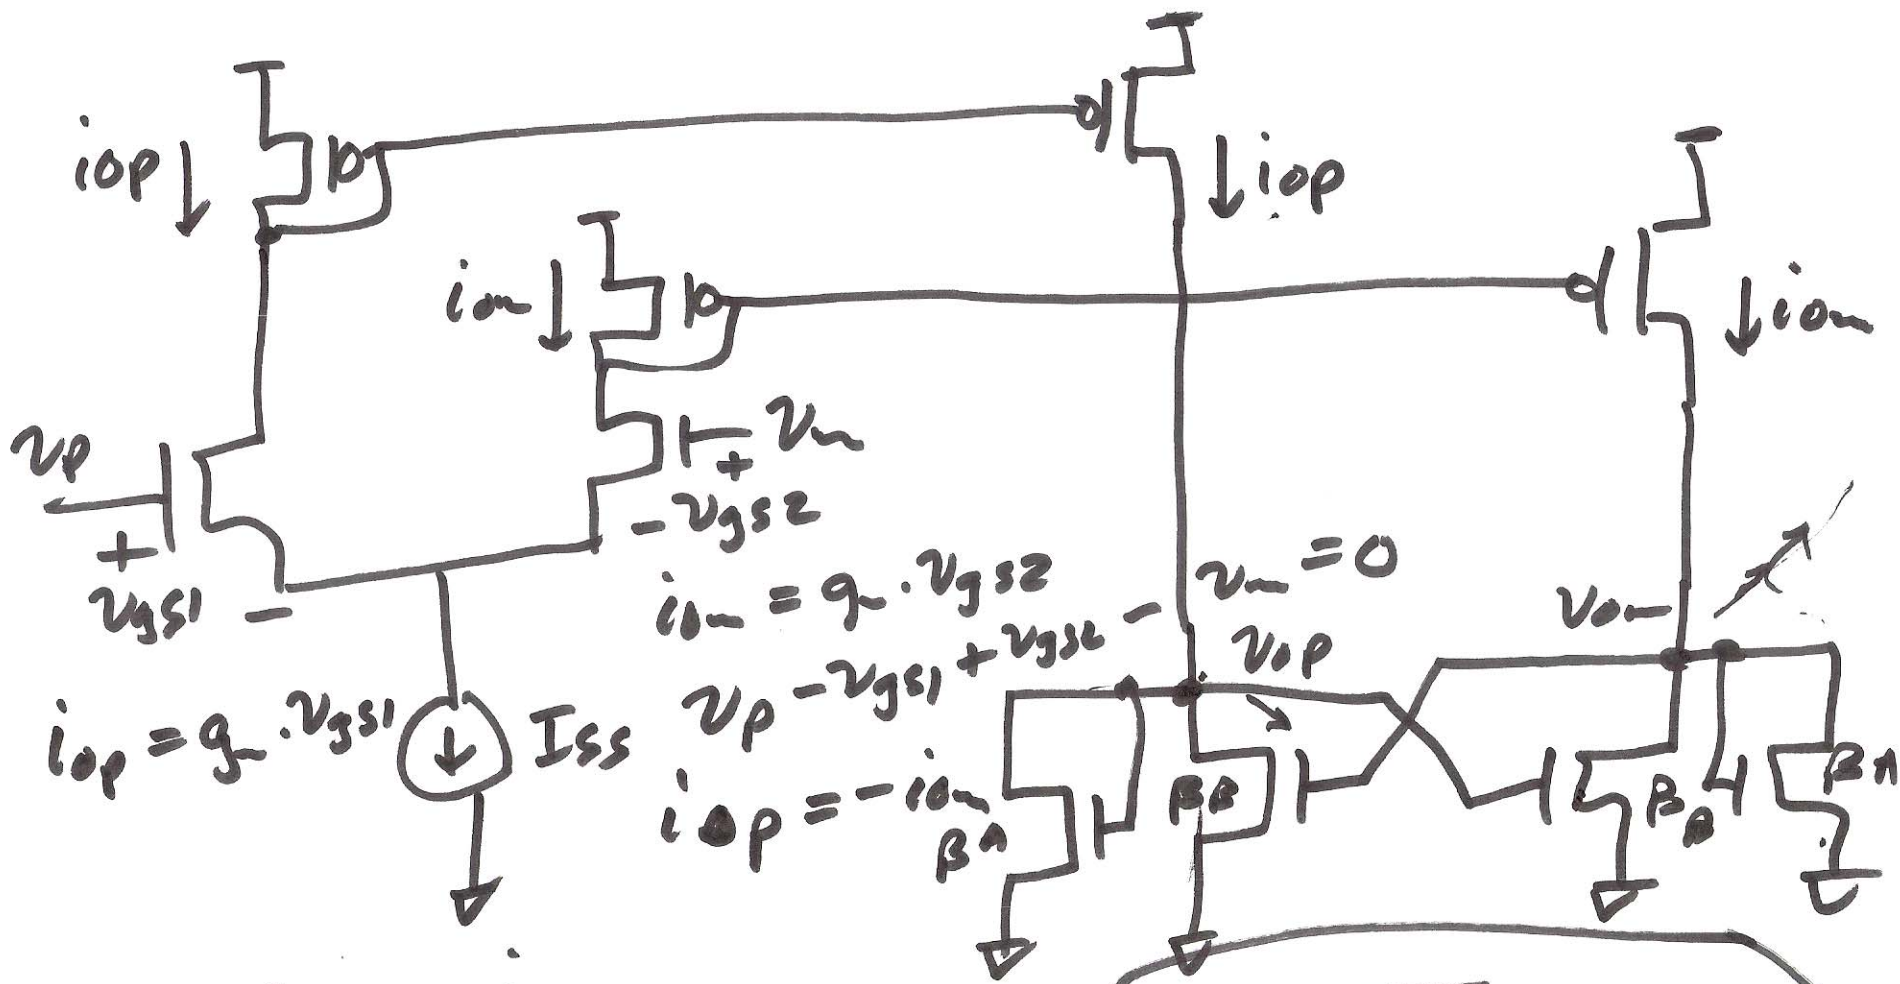 iop
iop
iom
iom
vp
+
vgs1 −
vm
+
− vgs2
iom = gm . vgs2
vm = 0
vp − vgs1 + vgs2 −
vop
vom
iop = gm . vgs1
Iss
iop = −iom
βA
βB
βB
βA